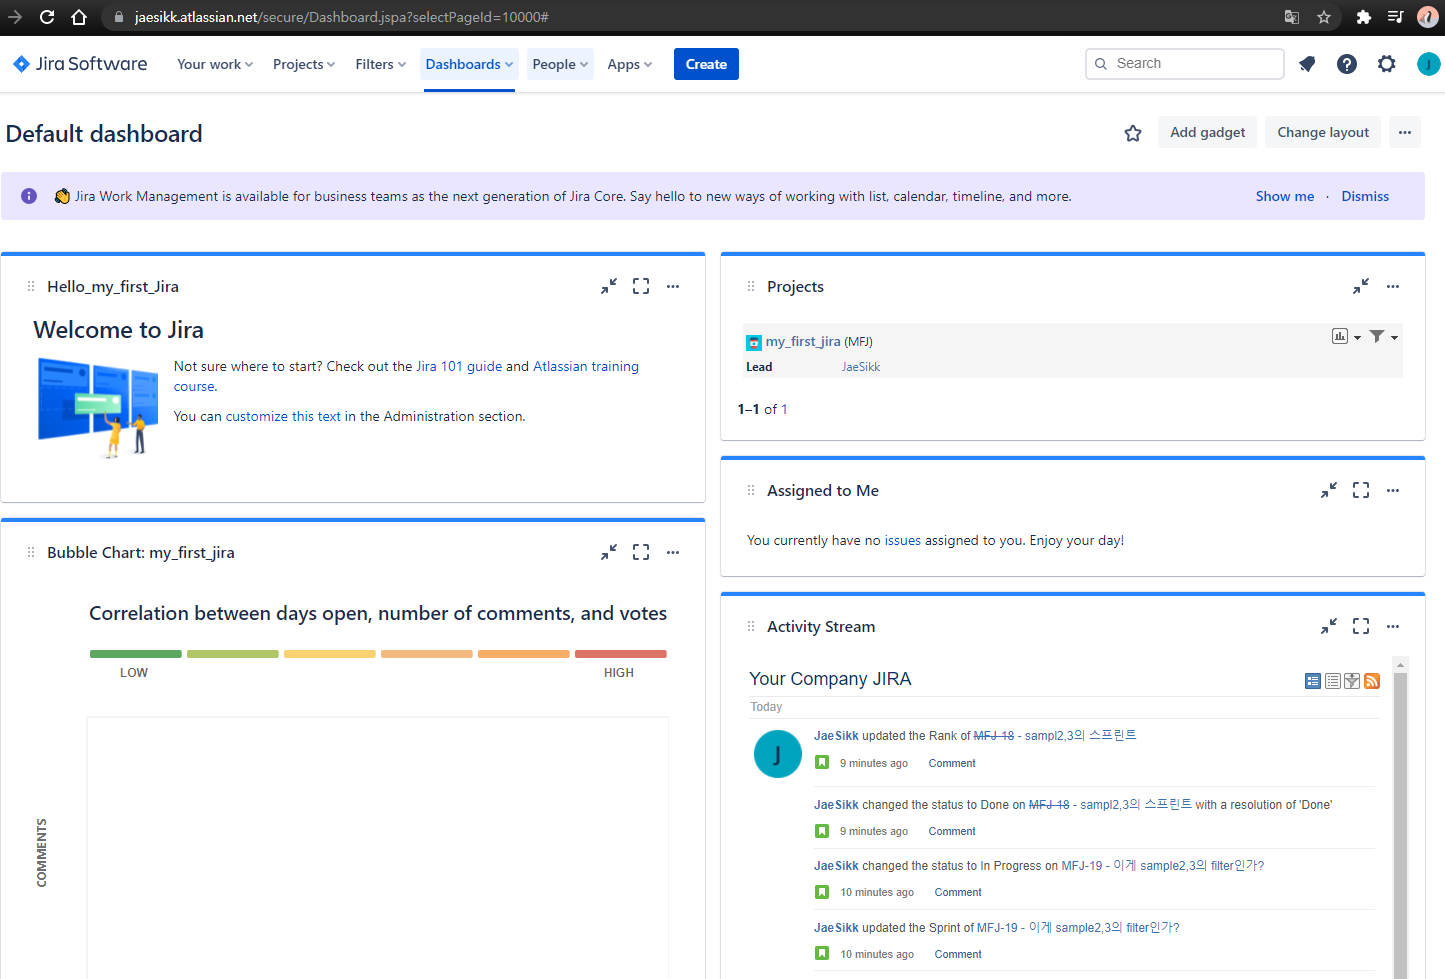 jaesikk.atlassian.net/secure/Dashboard.jspa?selectPageId=10000#
Jira Software
Your work
Projects
Filters
Dashboards
People
Apps
Create
Search
J
Default dashboard
Add gadget
Change layout
Jira Work Management is available for business teams as the next generation of Jira Core. Say hello to new ways of working with list, calendar, timeline, and more.
Show me · Dismiss
Hello_my_first_Jira
Welcome to Jira
Not sure where to start? Check out the Jira 101 guide and Atlassian training
course.
You can customize this text in the Administration section.
Bubble Chart: my_first_jira
Correlation between days open, number of comments, and votes
LOW
HIGH
COMMENTS
Projects
my_first_jira (MFJ)
Lead JaeSikk
1–1 of 1
Assigned to Me
You currently have no issues assigned to you. Enjoy your day!
Activity Stream
Your Company JIRA
Today
J
JaeSikk updated the Rank of MFJ-18 - sampl2,3의 스프린트
9 minutes ago Comment
JaeSikk changed the status to Done on MFJ-18 - sampl2,3의 스프린트 with a resolution of 'Done'
9 minutes ago Comment
JaeSikk changed the status to In Progress on MFJ-19 - 이게 sample2,3의 filter인가?
10 minutes ago Comment
JaeSikk updated the Sprint of MFJ-19 - 이게 sample2,3의 filter인가?
10 minutes ago Comment